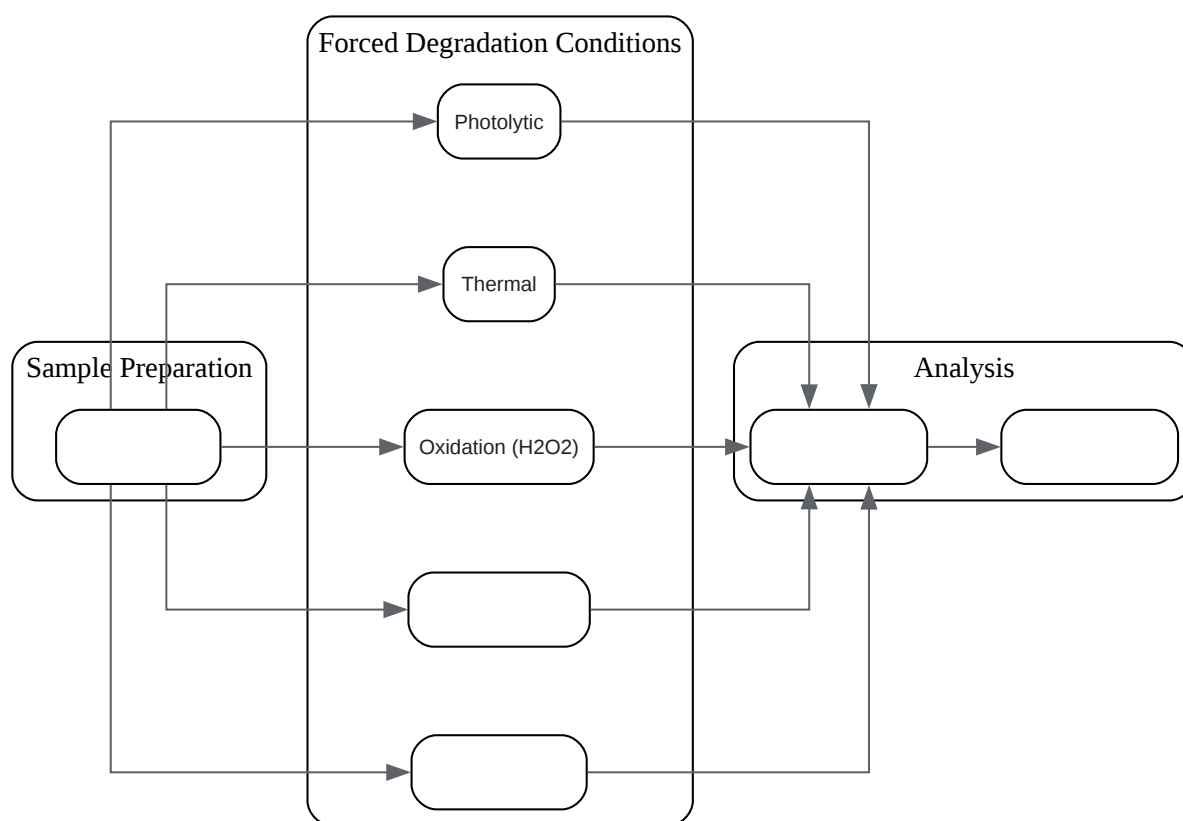 Forced Degradation Conditions
Photolytic
Thermal
Sample Preparation
Analysis
Oxidation (H2O2)